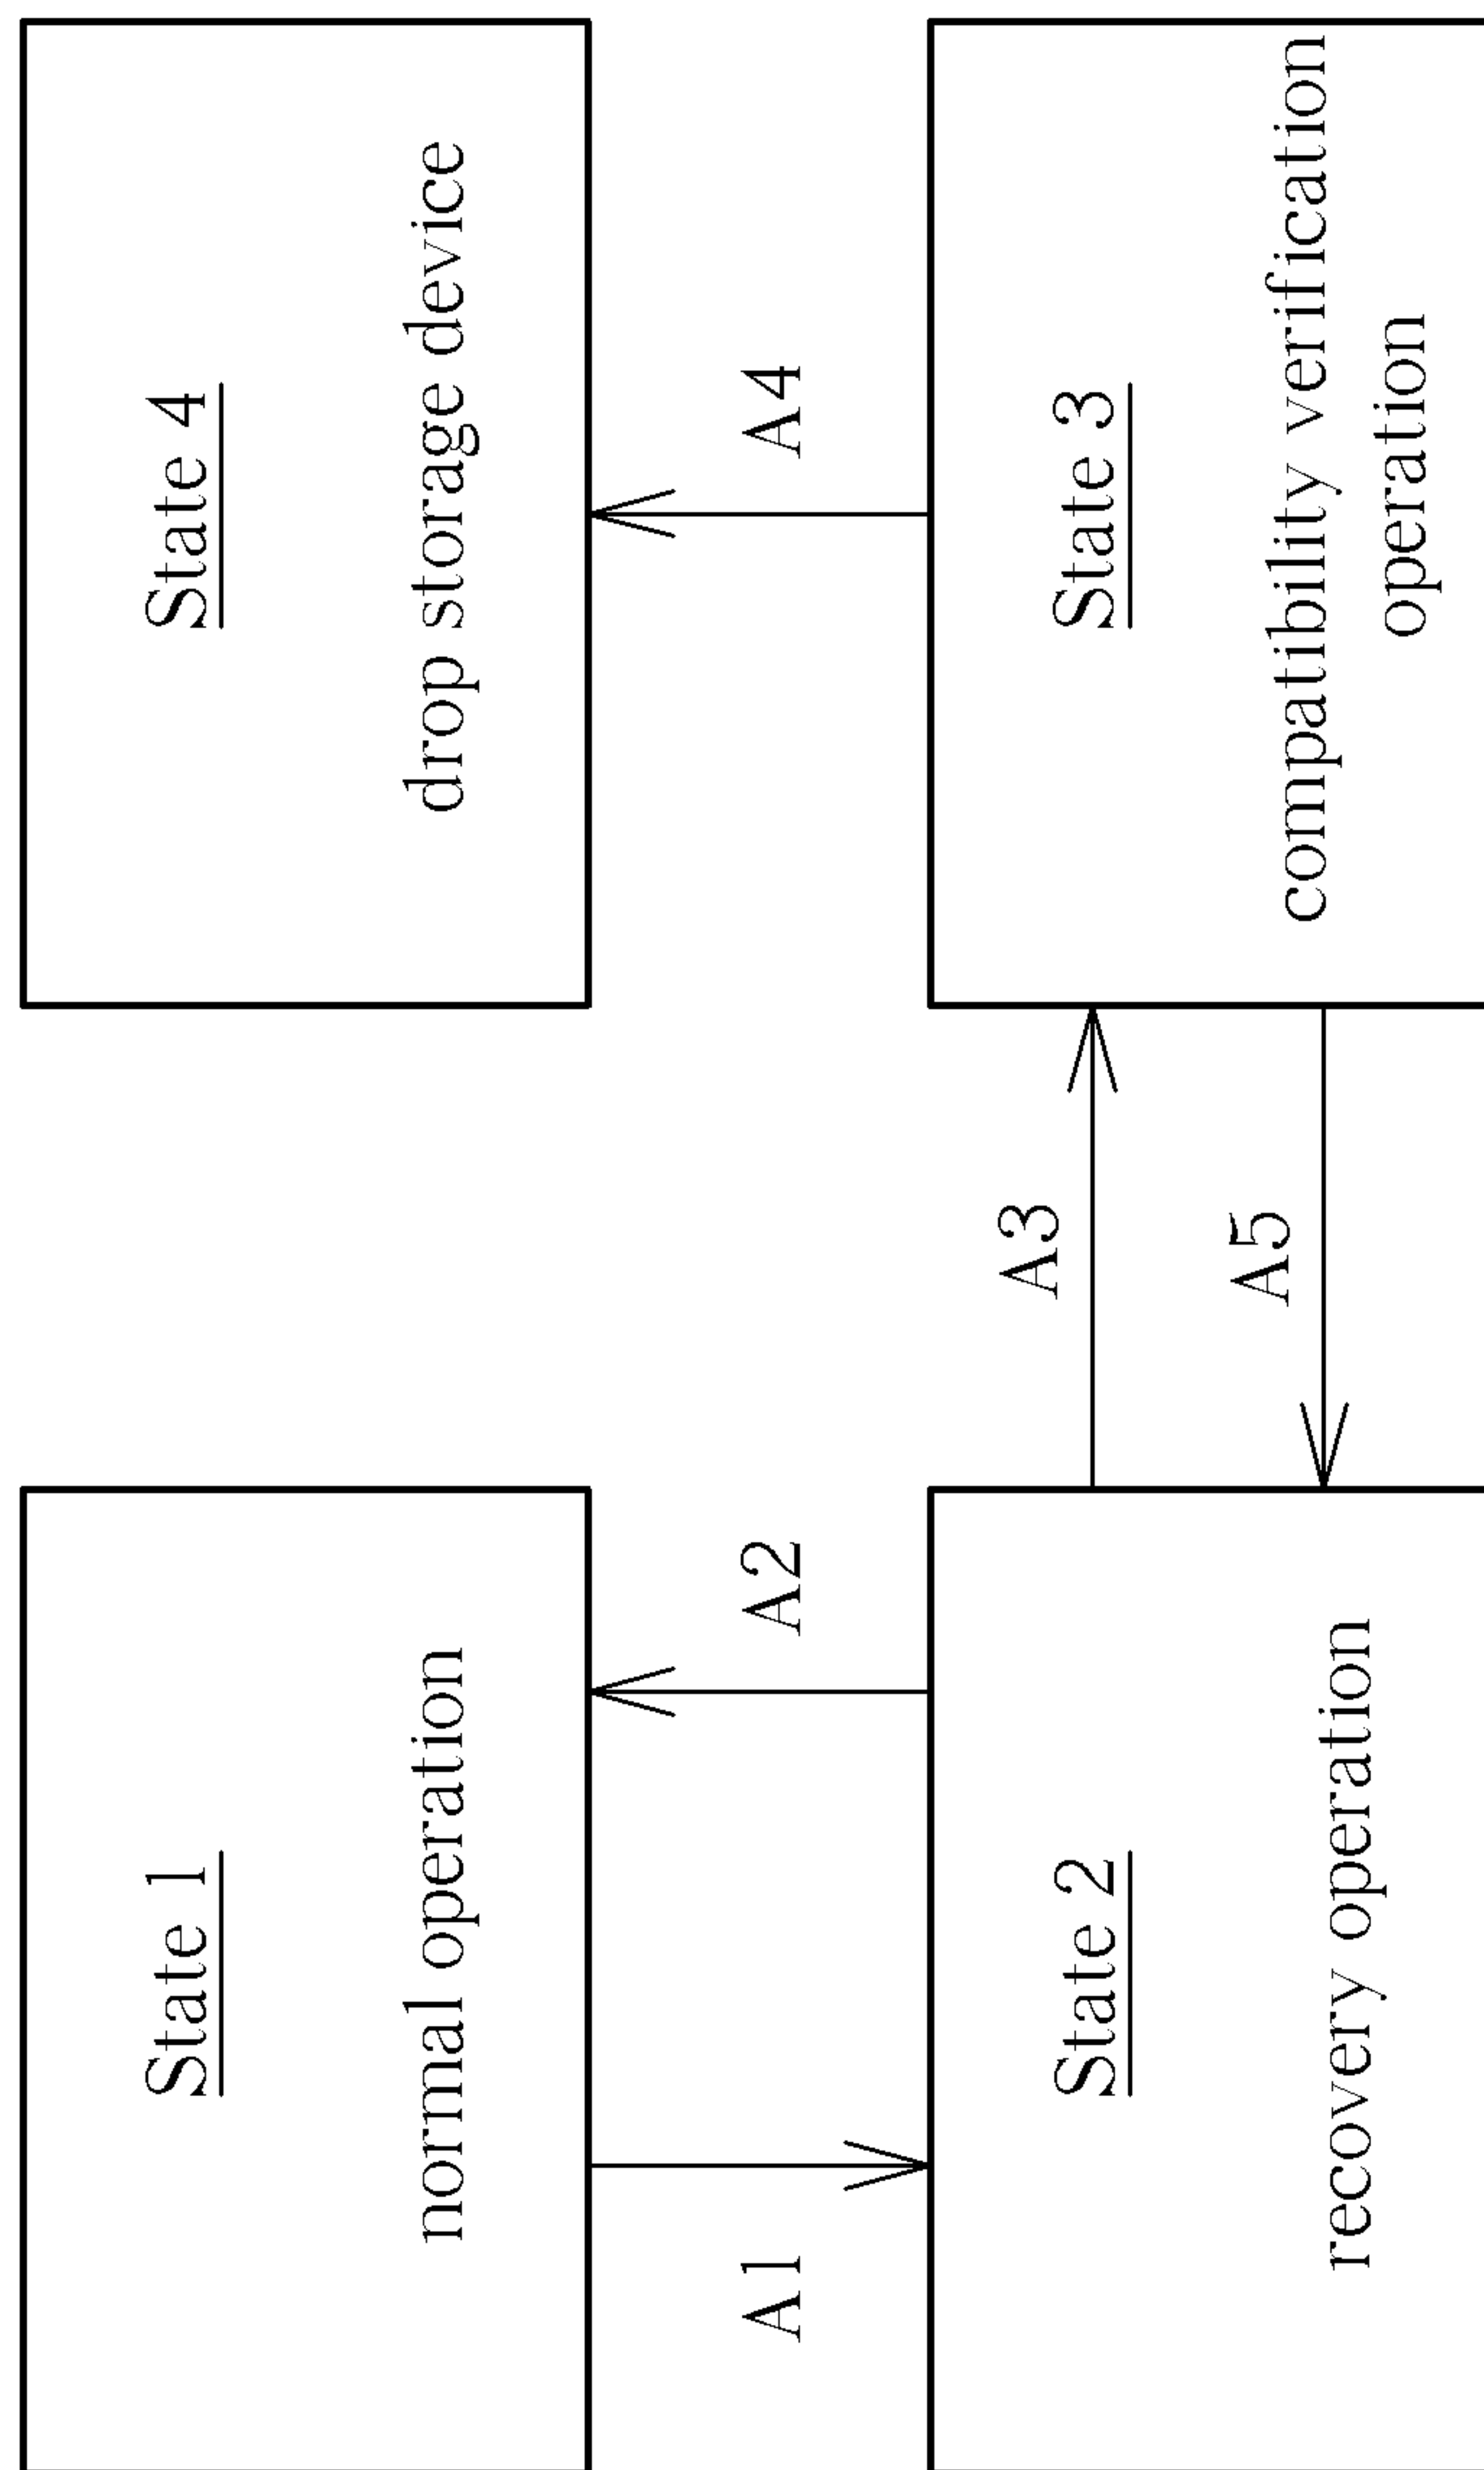 State 1
normal operation
State 4
drop storage device
A1
A2
A4
State 2
recovery operation
A3
A5
State 3
compatibility verification
operation